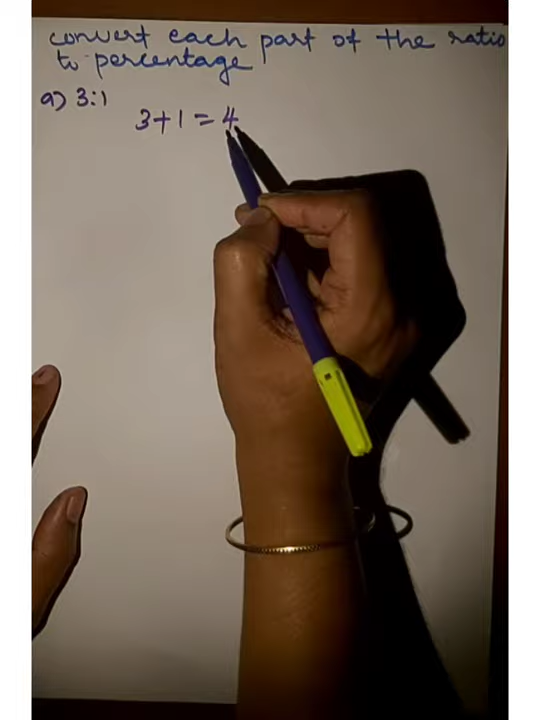 convert each part of the ratio
to percentage
a) 3:1
3+1=4